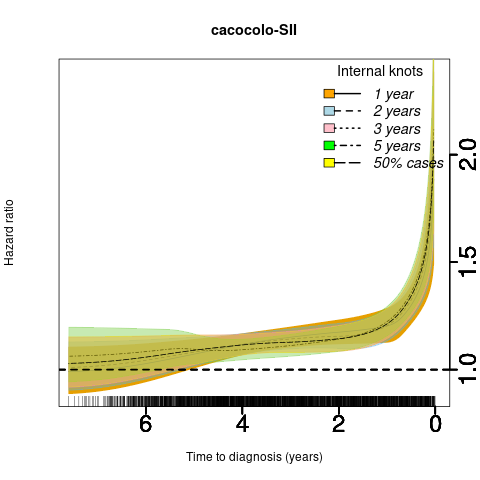 cacocolo-SII
Internal knots
1 year
2 years
3 years
5 years
50% cases
Hazard ratio
2.0
1.5
1.0
6 4 2 0
Time to diagnosis (years)